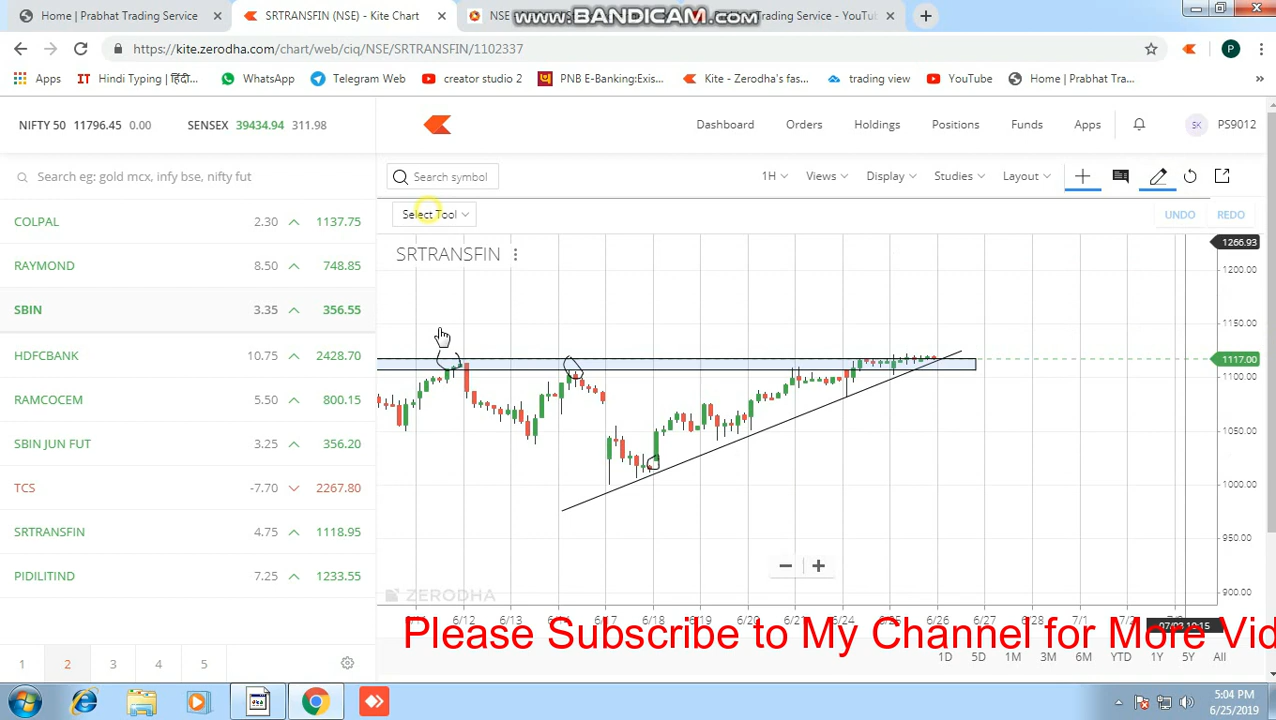 Home | Prabhat Trading Service
SRTRANSFIN (NSE) - Kite Chart
NSE
www.BANDICAM.com
Trading Service - YouTu
https://kite.zerodha.com/chart/web/ciq/NSE/SRTRANSFIN/1102337
P
Apps
Hindi Typing | हिंदी...
WhatsApp
Telegram Web
creator studio 2
PNB E-Banking:Exis...
Kite - Zerodha's fas...
trading view
YouTube
Home | Prabhat Tra...
»
NIFTY 50 11796.45 0.00
SENSEX 39434.94 311.98
Dashboard
Orders
Holdings
Positions
Funds
Apps
SK
PS9012
Search eg: gold mcx, infy bse, nifty fut
Search symbol
1H
Views
Display
Studies
Layout
Select Tool
UNDO
REDO
COLPAL 2.30 1137.75
RAYMOND 8.50 748.85
SBIN 3.35 356.55
HDFCBANK 10.75 2428.70
RAMCOCEM 5.50 800.15
SBIN JUN FUT 3.25 356.20
TCS -7.70 2267.80
SRTRANSFIN 4.75 1118.95
PIDILITIND 7.25 1233.55
SRTRANSFIN
1266.93
1200.00
1150.00
1117.00
1100.00
1050.00
1000.00
950.00
900.00
ZERODHA
6/12 6/13 6/17 6/18 6/19 6/20 6/21 6/24 6/25 6/26 6/27 6/28 7/1
07/03 10:15
Please Subscribe to My Channel for More Vid
1 2 3 4 5
1D 5D 1M 3M 6M YTD 1Y 5Y All
5:04 PM
6/25/2019